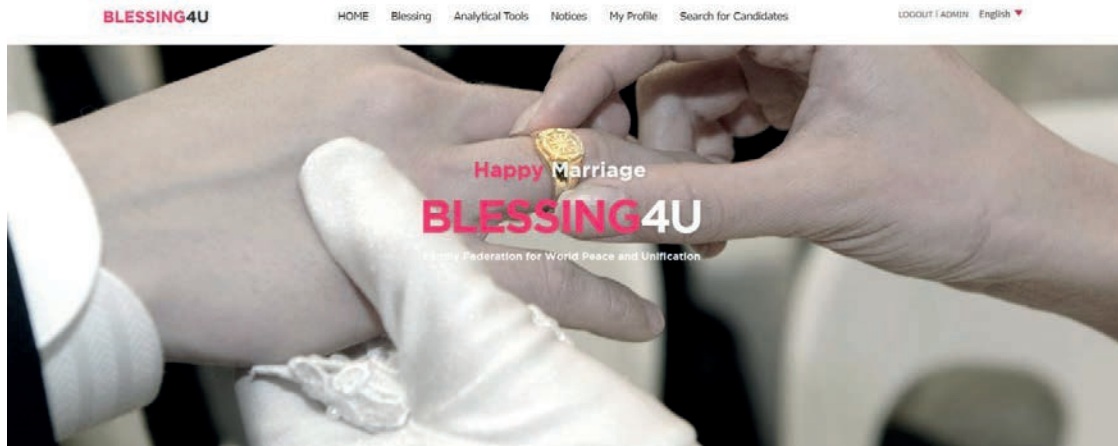 BLESSING4U HOME Blessing Analytical Tools Notices My Profile Search for Candidates LOGOUT | ADMIN English
Happy Marriage
BLESSING4U
Family Federation for World Peace and Unification